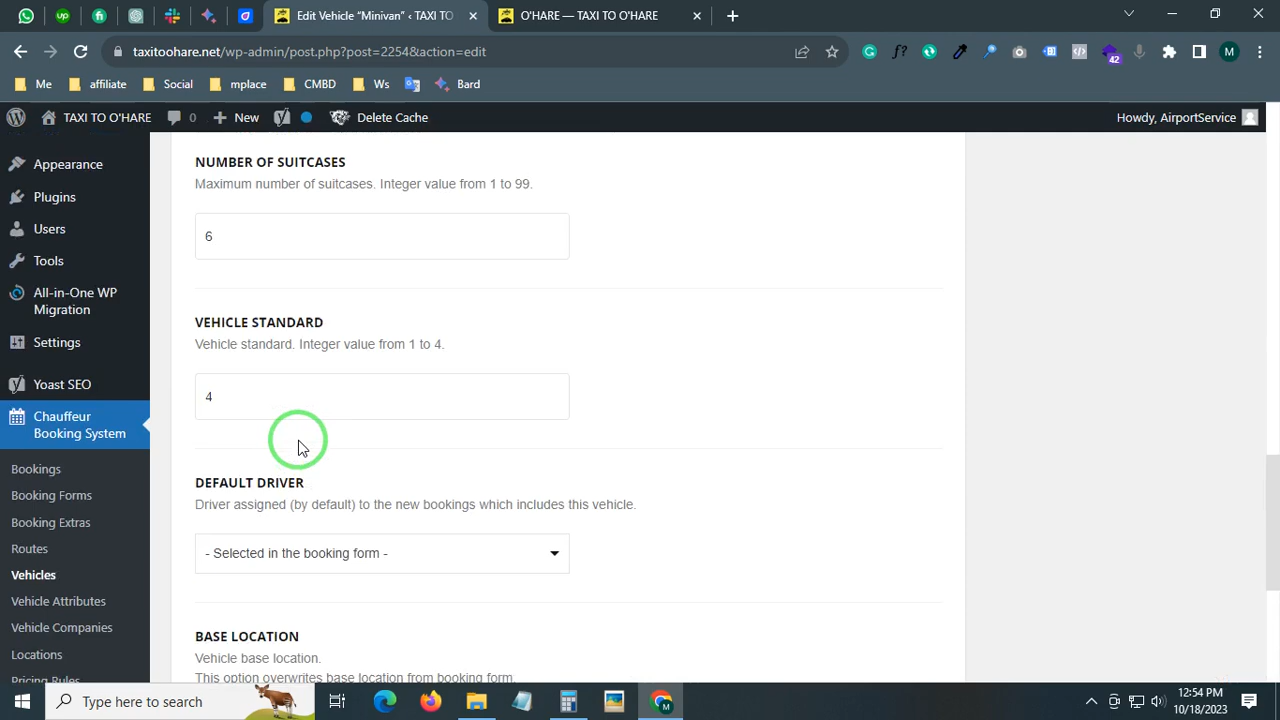 Edit Vehicle “Minivan” ‹ TAXI TO
O'HARE — TAXI TO O'HARE
taxitoohare.net/wp-admin/post.php?post=2254&action=edit
42
M
Me
affiliate
Social
mplace
CMBD
Ws
Bard
TAXI TO O'HARE
0
New
Delete Cache
Howdy, AirportService
Appearance
Plugins
Users
Tools
All-in-One WP
Migration
Settings
Yoast SEO
Chauffeur
Booking System
Bookings
Booking Forms
Booking Extras
Routes
Vehicles
Vehicle Attributes
Vehicle Companies
Locations
Pricing Rules
NUMBER OF SUITCASES
Maximum number of suitcases. Integer value from 1 to 99.
6
VEHICLE STANDARD
Vehicle standard. Integer value from 1 to 4.
4
DEFAULT DRIVER
Driver assigned (by default) to the new bookings which includes this vehicle.
- Selected in the booking form -
BASE LOCATION
Vehicle base location.
This option overwrites base location from booking form.
Type here to search
12:54 PM
10/18/2023